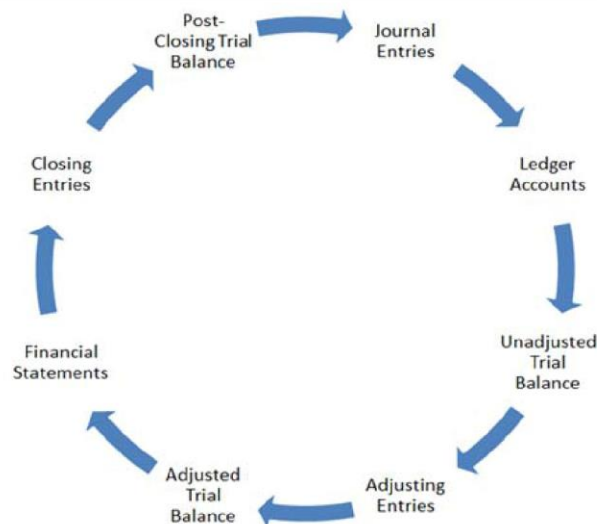 Post-
Closing Trial
Balance
Journal
Entries
Ledger
Accounts
Unadjusted
Trial
Balance
Adjusting
Entries
Adjusted
Trial
Balance
Financial
Statements
Closing
Entries